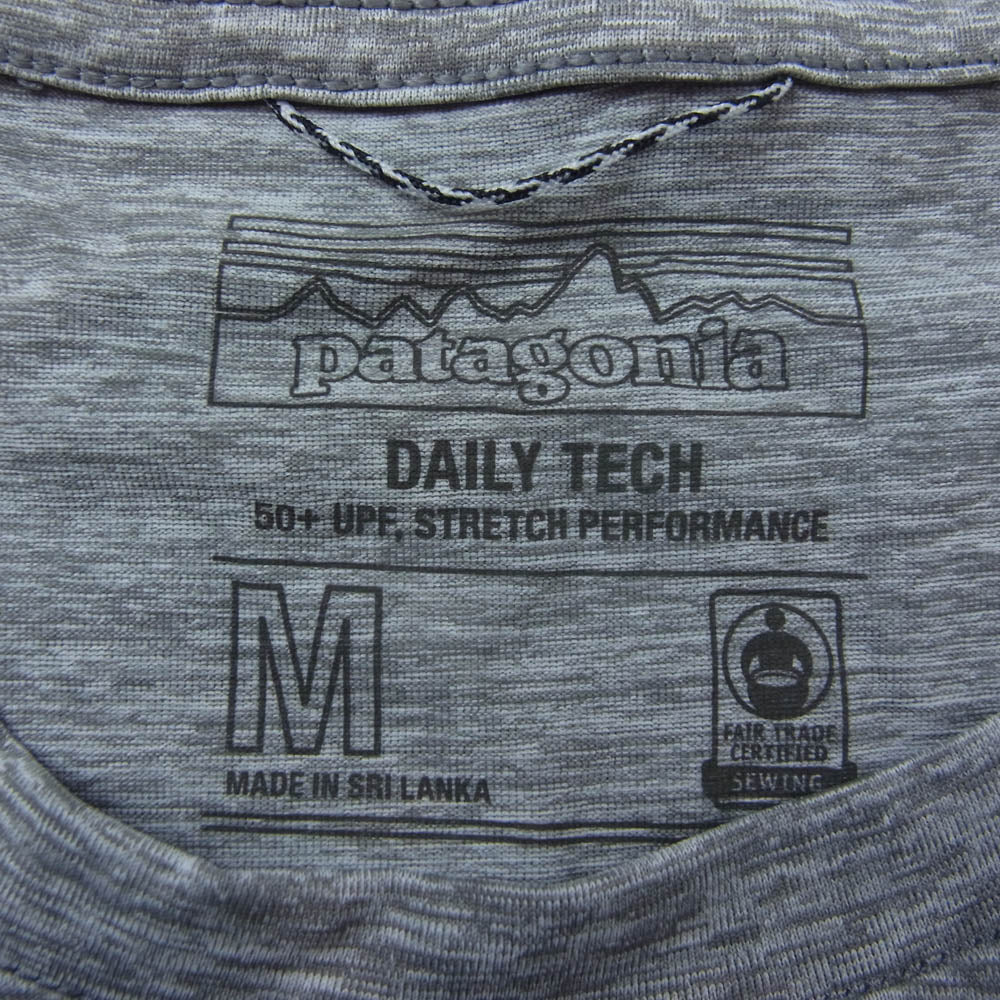 patagonia
DAILY TECH
50+ UPF, STRETCH PERFORMANCE
M
MADE IN SRI LANKA
FAIR TRADE
CERTIFIED
SEWING